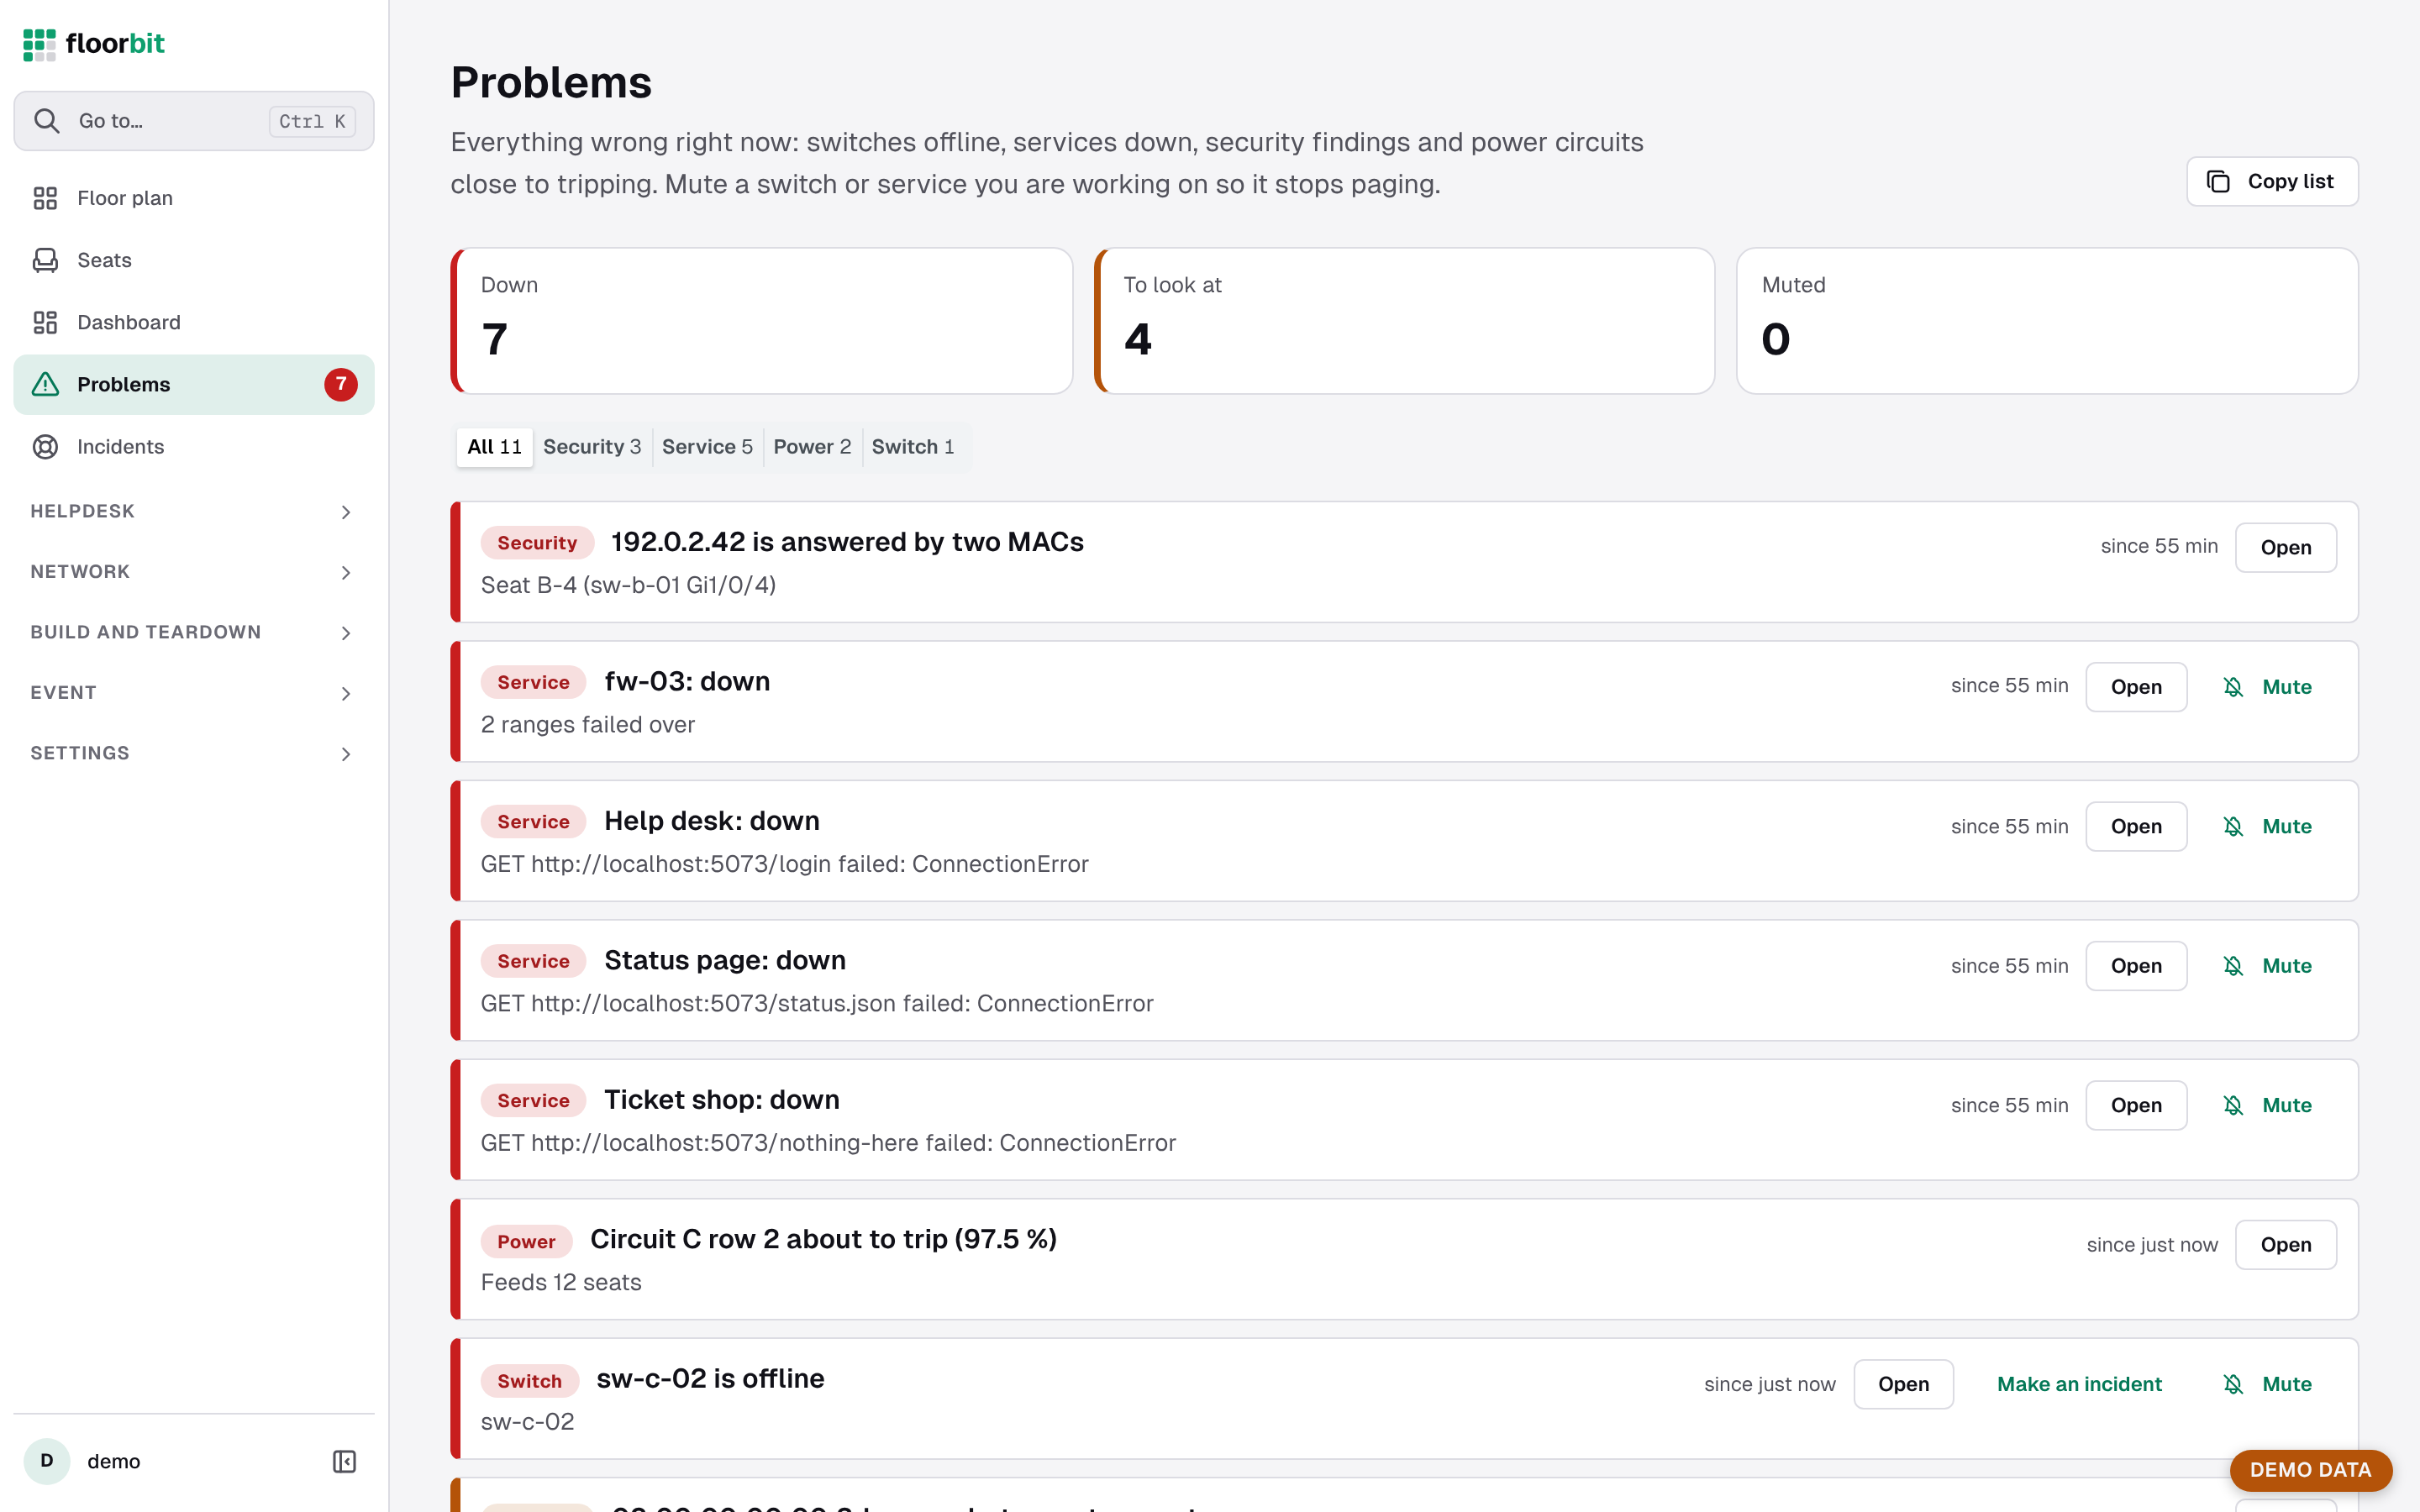 floorbit
Go to...
Ctrl K
Floor plan
Seats
Dashboard
Problems
7
Incidents
HELPDESK
NETWORK
BUILD AND TEARDOWN
EVENT
SETTINGS
D
demo
Problems
Everything wrong right now: switches offline, services down, security findings and power circuits
close to tripping. Mute a switch or service you are working on so it stops paging.
Copy list
Down
7
To look at
4
Muted
0
All 11
Security 3
Service 5
Power 2
Switch 1
Security 192.0.2.42 is answered by two MACs
since 55 min
Open
Seat B-4 (sw-b-01 Gi1/0/4)
Service fw-03: down
since 55 min
Open
Mute
2 ranges failed over
Service Help desk: down
since 55 min
Open
Mute
GET http://localhost:5073/login failed: ConnectionError
Service Status page: down
since 55 min
Open
Mute
GET http://localhost:5073/status.json failed: ConnectionError
Service Ticket shop: down
since 55 min
Open
Mute
GET http://localhost:5073/nothing-here failed: ConnectionError
Power Circuit C row 2 about to trip (97.5 %)
since just now
Open
Feeds 12 seats
Switch sw-c-02 is offline
since just now
Open
Make an incident
Mute
sw-c-02
DEMO DATA